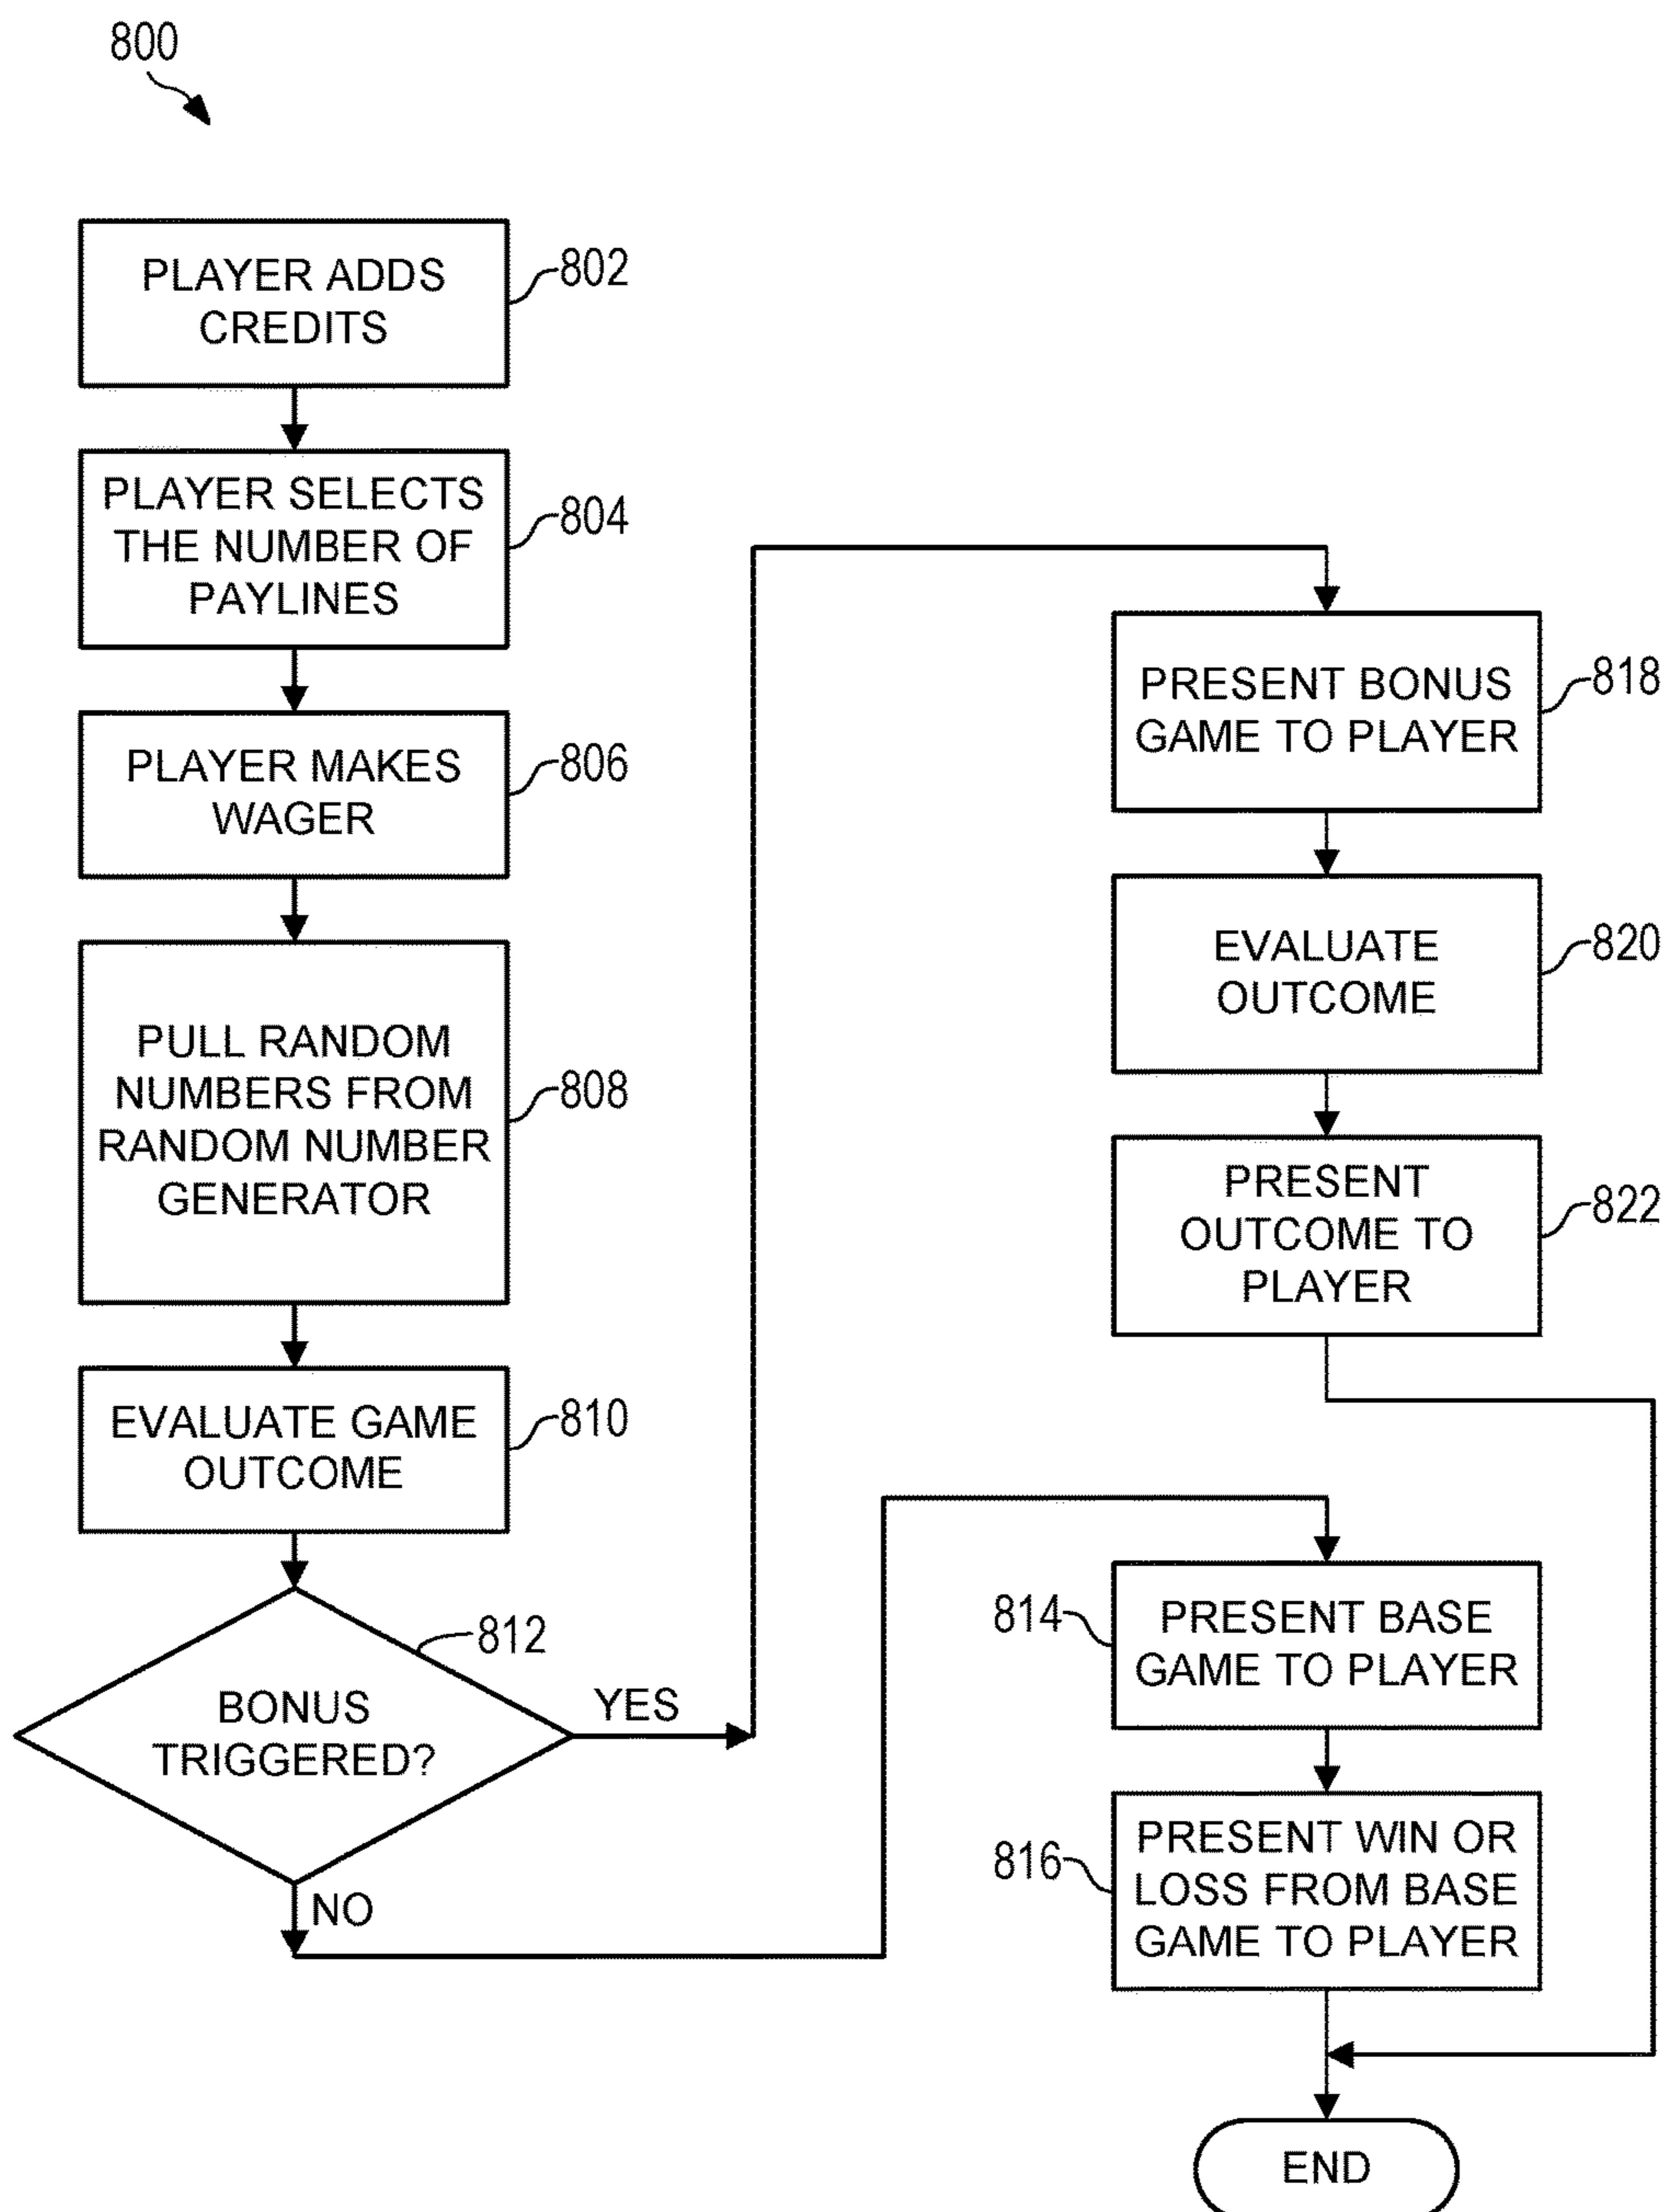 800
PLAYER ADDS
CREDITS
802
PLAYER SELECTS
THE NUMBER OF
PAYLINES
804
PLAYER MAKES
WAGER
806
PULL RANDOM
NUMBERS FROM
RANDOM NUMBER
GENERATOR
808
EVALUATE GAME
OUTCOME
810
BONUS
TRIGGERED?
812
YES
NO
PRESENT BONUS
GAME TO PLAYER
818
EVALUATE
OUTCOME
820
PRESENT
OUTCOME TO
PLAYER
822
814
PRESENT BASE
GAME TO PLAYER
816
PRESENT WIN OR
LOSS FROM BASE
GAME TO PLAYER
END